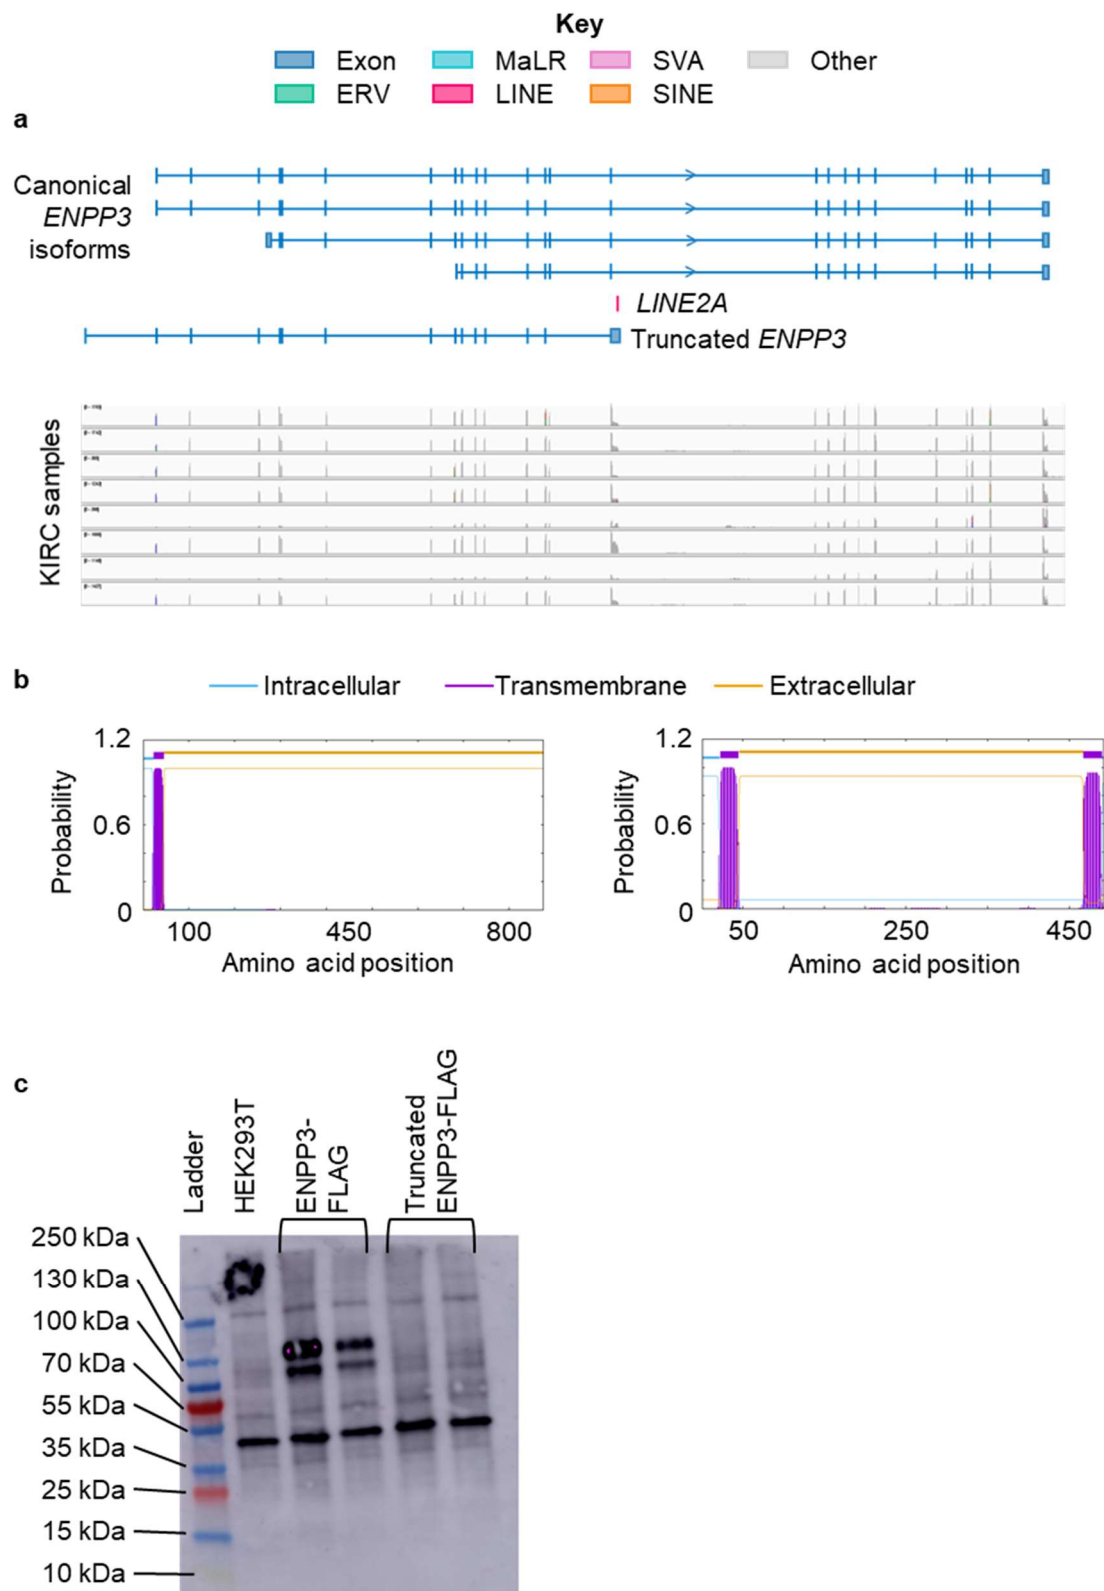 Key
Exon MaLR SVA Other
ERV LINE SINE
a
Canonical
ENPP3
isoforms
LINE2A
Truncated ENPP3
KIRC samples
b
Intracellular Transmembrane Extracellular
1.2
0.6
0
Probability
100 450 800
Amino acid position
1.2
0.6
0
Probability
50 250 450
Amino acid position
c
Ladder
HEK293T
ENPP3-
FLAG
Truncated
ENPP3-FLAG
250 kDa
130 kDa
100 kDa
70 kDa
55 kDa
35 kDa
25 kDa
15 kDa
10 kDa